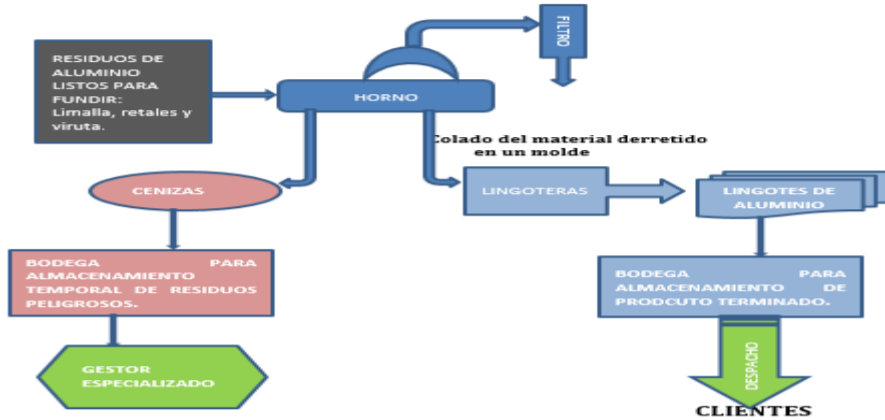 FILTRO
RESIDUOS DE
ALUMINIO
LISTOS PARA
FUNDIR:
Limalla, retales y
viruta.
HORNO
Colado del material derretido
en un molde
CENIZAS
LINGOTERAS
LINGOTES DE
ALUMINIO
BODEGA PARA
ALMACENAMIENTO
TEMPORAL DE RESIDUOS
PELIGROSOS.
BODEGA PARA
ALMACENAMIENTO DE
PRODCUTO TERMINADO.
GESTOR
ESPECIALIZADO
DESPACHO
CLIENTES